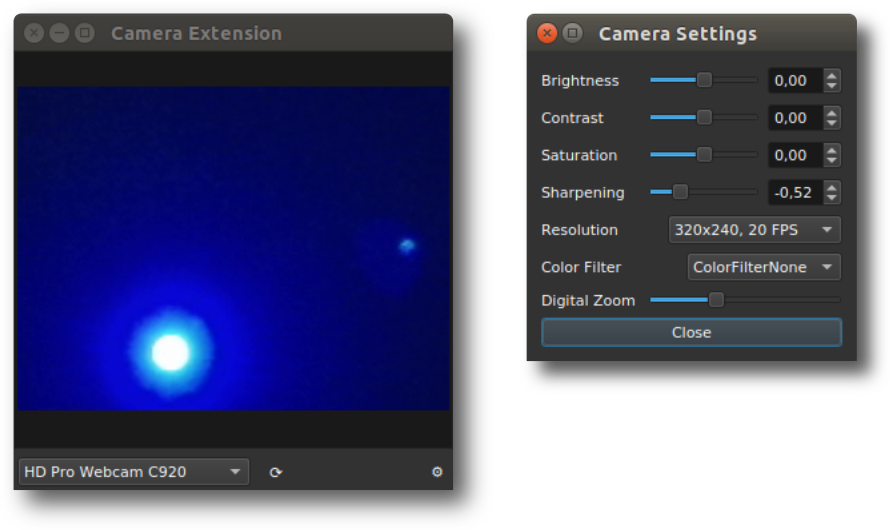 Camera Extension
HD Pro Webcam C920
Camera Settings
Brightness 0,00
Contrast 0,00
Saturation 0,00
Sharpening -0,52
Resolution 320x240, 20 FPS
Color Filter ColorFilterNone
Digital Zoom
Close